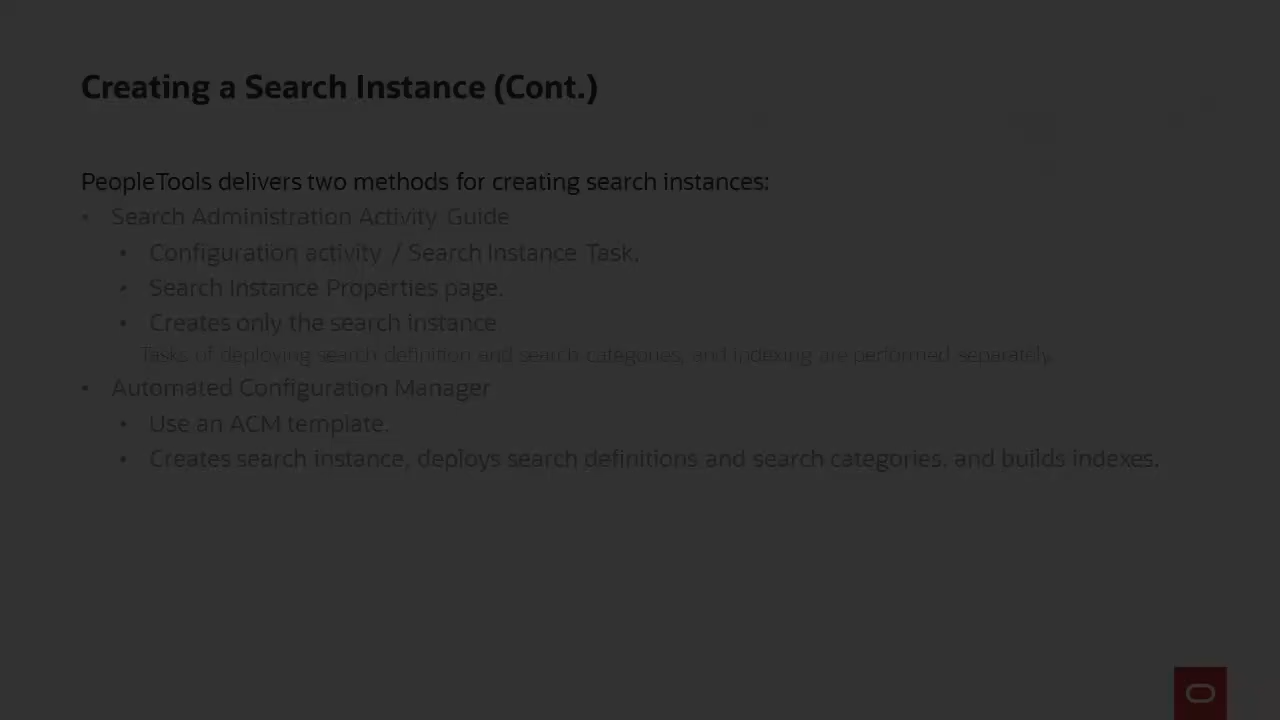 Creating a Search Instance (Cont.)
PeopleTools delivers two methods for creating search instances:
• Search Administration Activity Guide
• Configuration activity / Search Instance Task.
• Search Instance Properties page.
• Creates only the search instance
Tasks of deploying search definition and search categories, and indexing are performed separately.
• Automated Configuration Manager
• Use an ACM template.
• Creates search instance, deploys search definitions and search categories, and builds indexes.